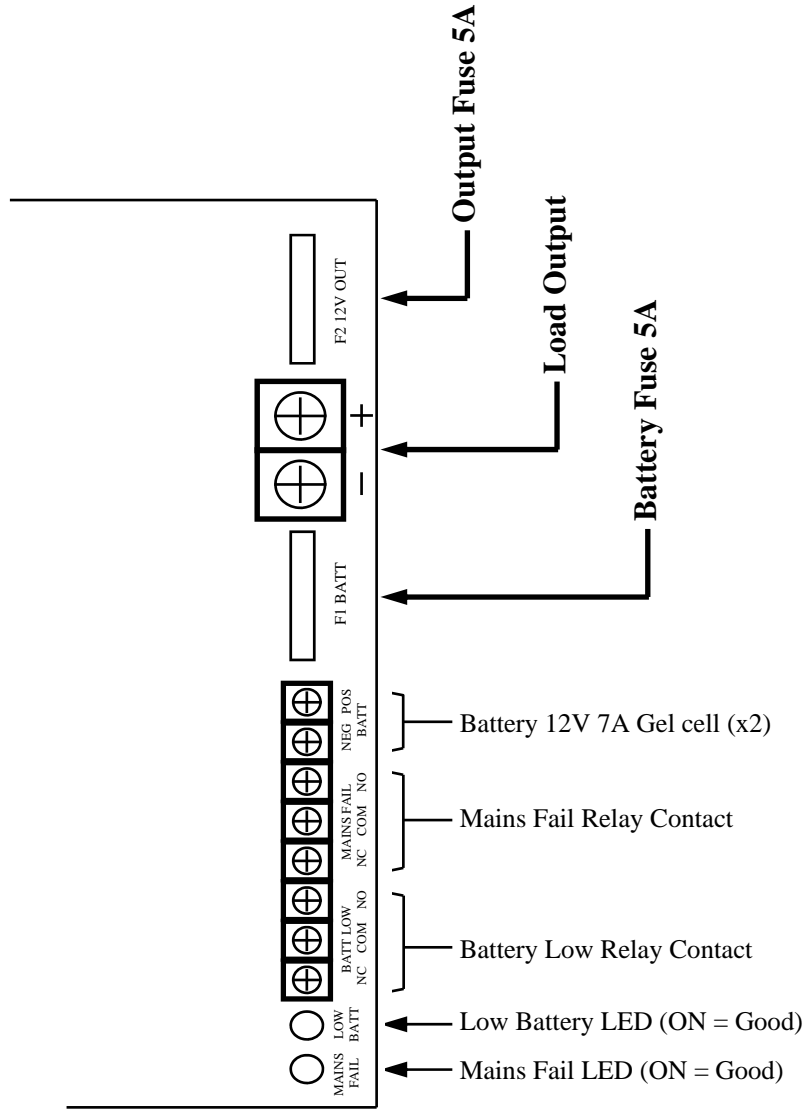 Output Fuse 5A
Load Output
Battery Fuse 5A
F2 12V OUT
+
–
F1 BATT
NEG POS
BATT
Battery 12V 7A Gel cell (x2)
MAINS FAIL
NC COM NO
Mains Fail Relay Contact
BATT LOW
NC COM NO
Battery Low Relay Contact
LOW
BATT
Low Battery LED (ON = Good)
MAINS
FAIL
Mains Fail LED (ON = Good)